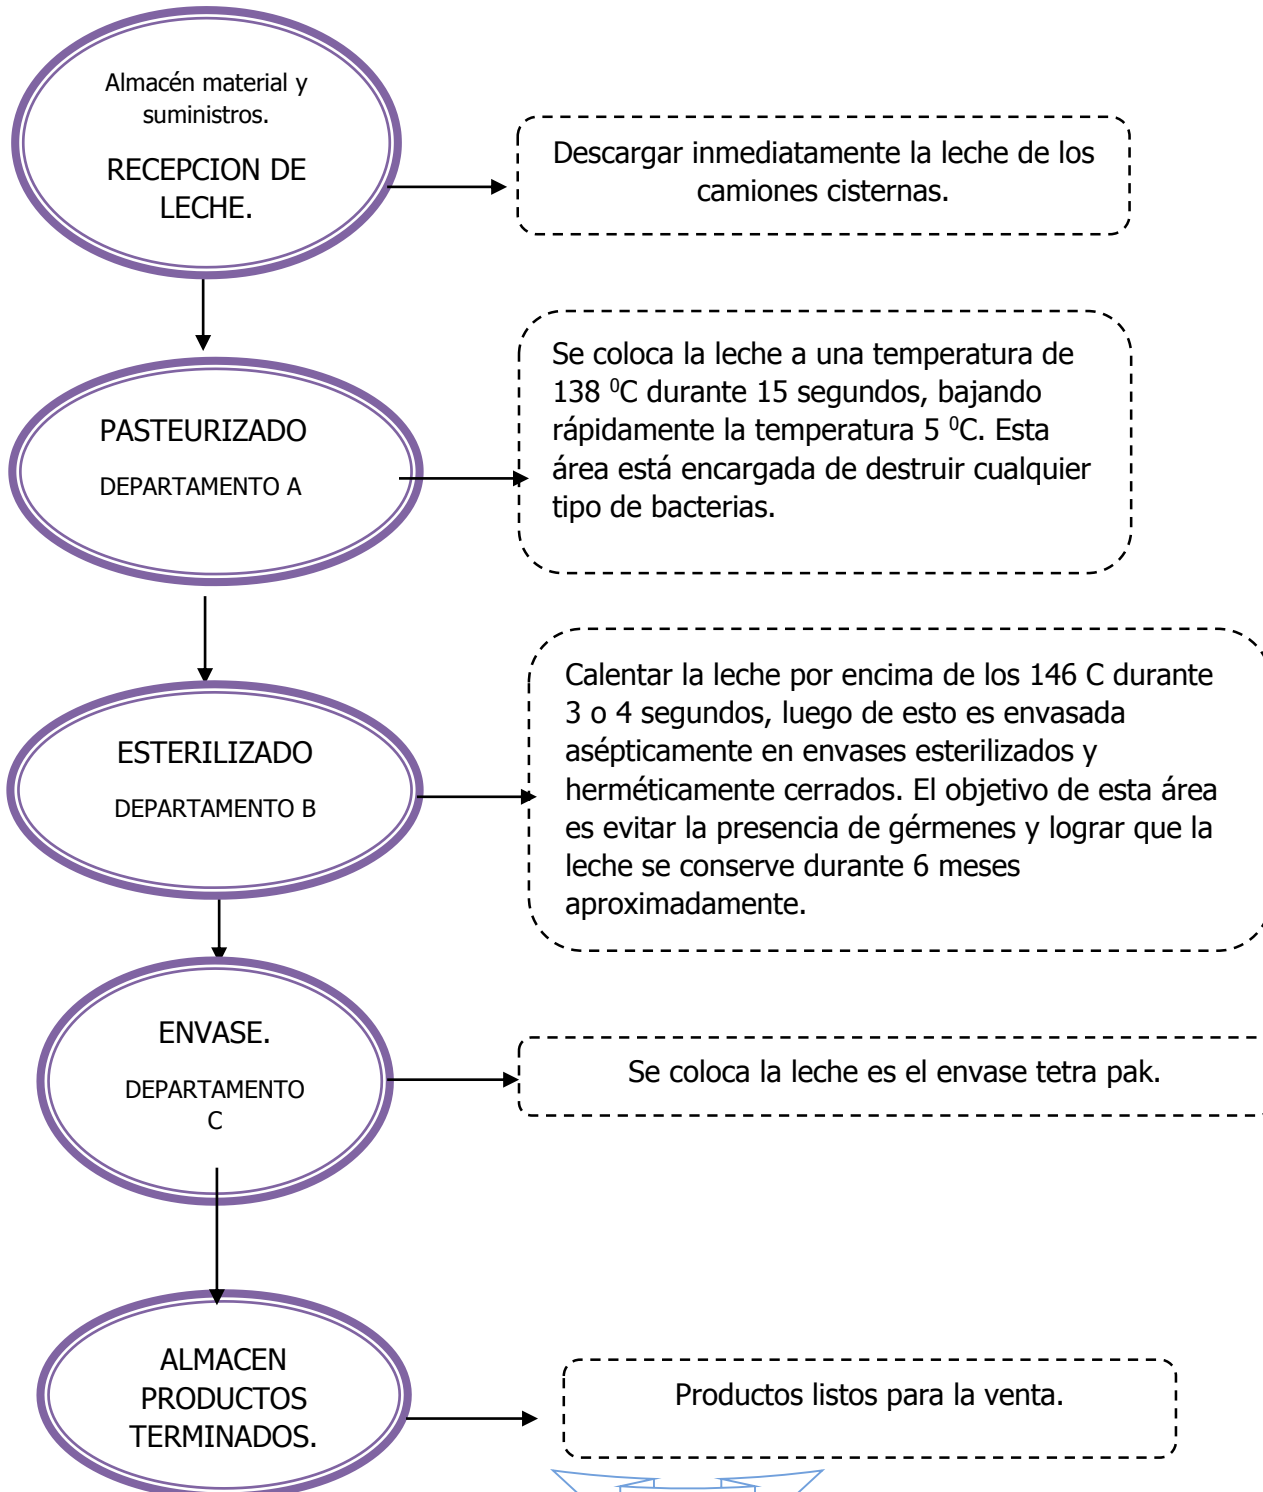 Almacén material y
suministros.
RECEPCION DE
LECHE.
Descargar inmediatamente la leche de los
camiones cisternas.
PASTEURIZADO
DEPARTAMENTO A
Se coloca la leche a una temperatura de
138 ⁰C durante 15 segundos, bajando
rápidamente la temperatura 5 ⁰C. Esta
área está encargada de destruir cualquier
tipo de bacterias.
ESTERILIZADO
DEPARTAMENTO B
Calentar la leche por encima de los 146 C durante
3 o 4 segundos, luego de esto es envasada
asépticamente en envases esterilizados y
herméticamente cerrados. El objetivo de esta área
es evitar la presencia de gérmenes y lograr que la
leche se conserve durante 6 meses
aproximadamente.
ENVASE.
DEPARTAMENTO
C
Se coloca la leche es el envase tetra pak.
ALMACEN
PRODUCTOS
TERMINADOS.
Productos listos para la venta.